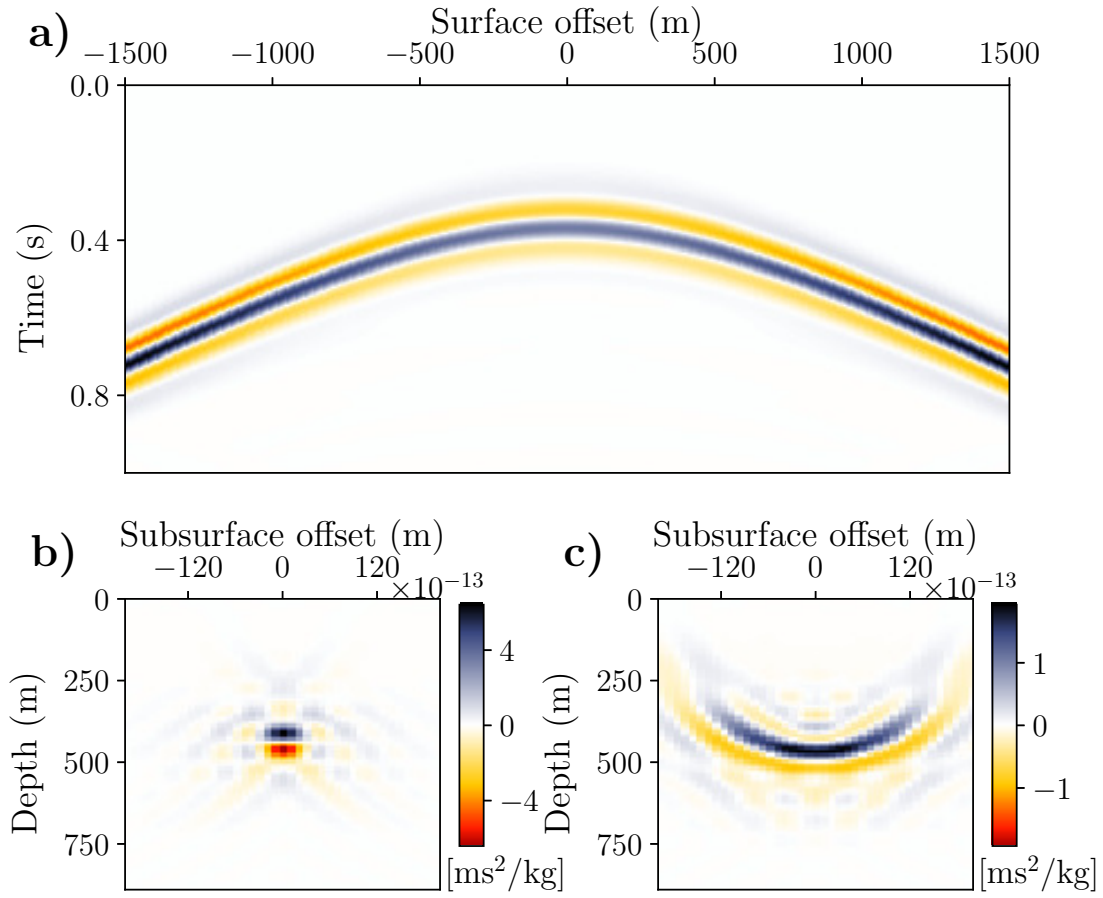 a)
Surface offset (m)
−1500 −1000 −500 0 500 1000 1500
Time (s)
0.0
0.4
0.8
b)
Subsurface offset (m)
−120 0 120
×10⁻¹³
Depth (m)
0
250
500
750
4
0
−4
[ms²/kg]
c)
Subsurface offset (m)
−120 0 120
×10⁻¹³
Depth (m)
0
250
500
750
1
0
−1
[ms²/kg]